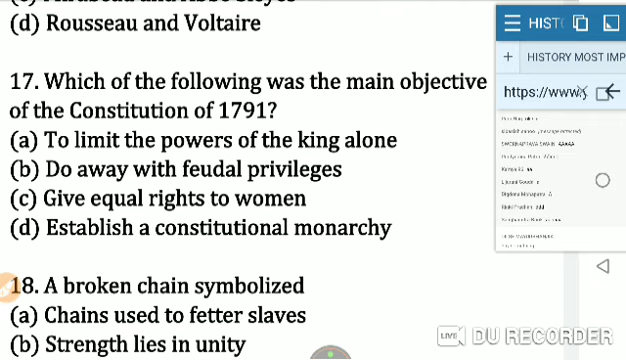 (d) Rousseau and Voltaire
17. Which of the following was the main objective
of the Constitution of 1791?
(a) To limit the powers of the king alone
(b) Do away with feudal privileges
(c) Give equal rights to women
(d) Establish a constitutional monarchy
18. A broken chain symbolized
(a) Chains used to fetter slaves
(b) Strength lies in unity
HIST
+ HISTORY MOST IMP
https://www.y
LIVE DU RECORDER